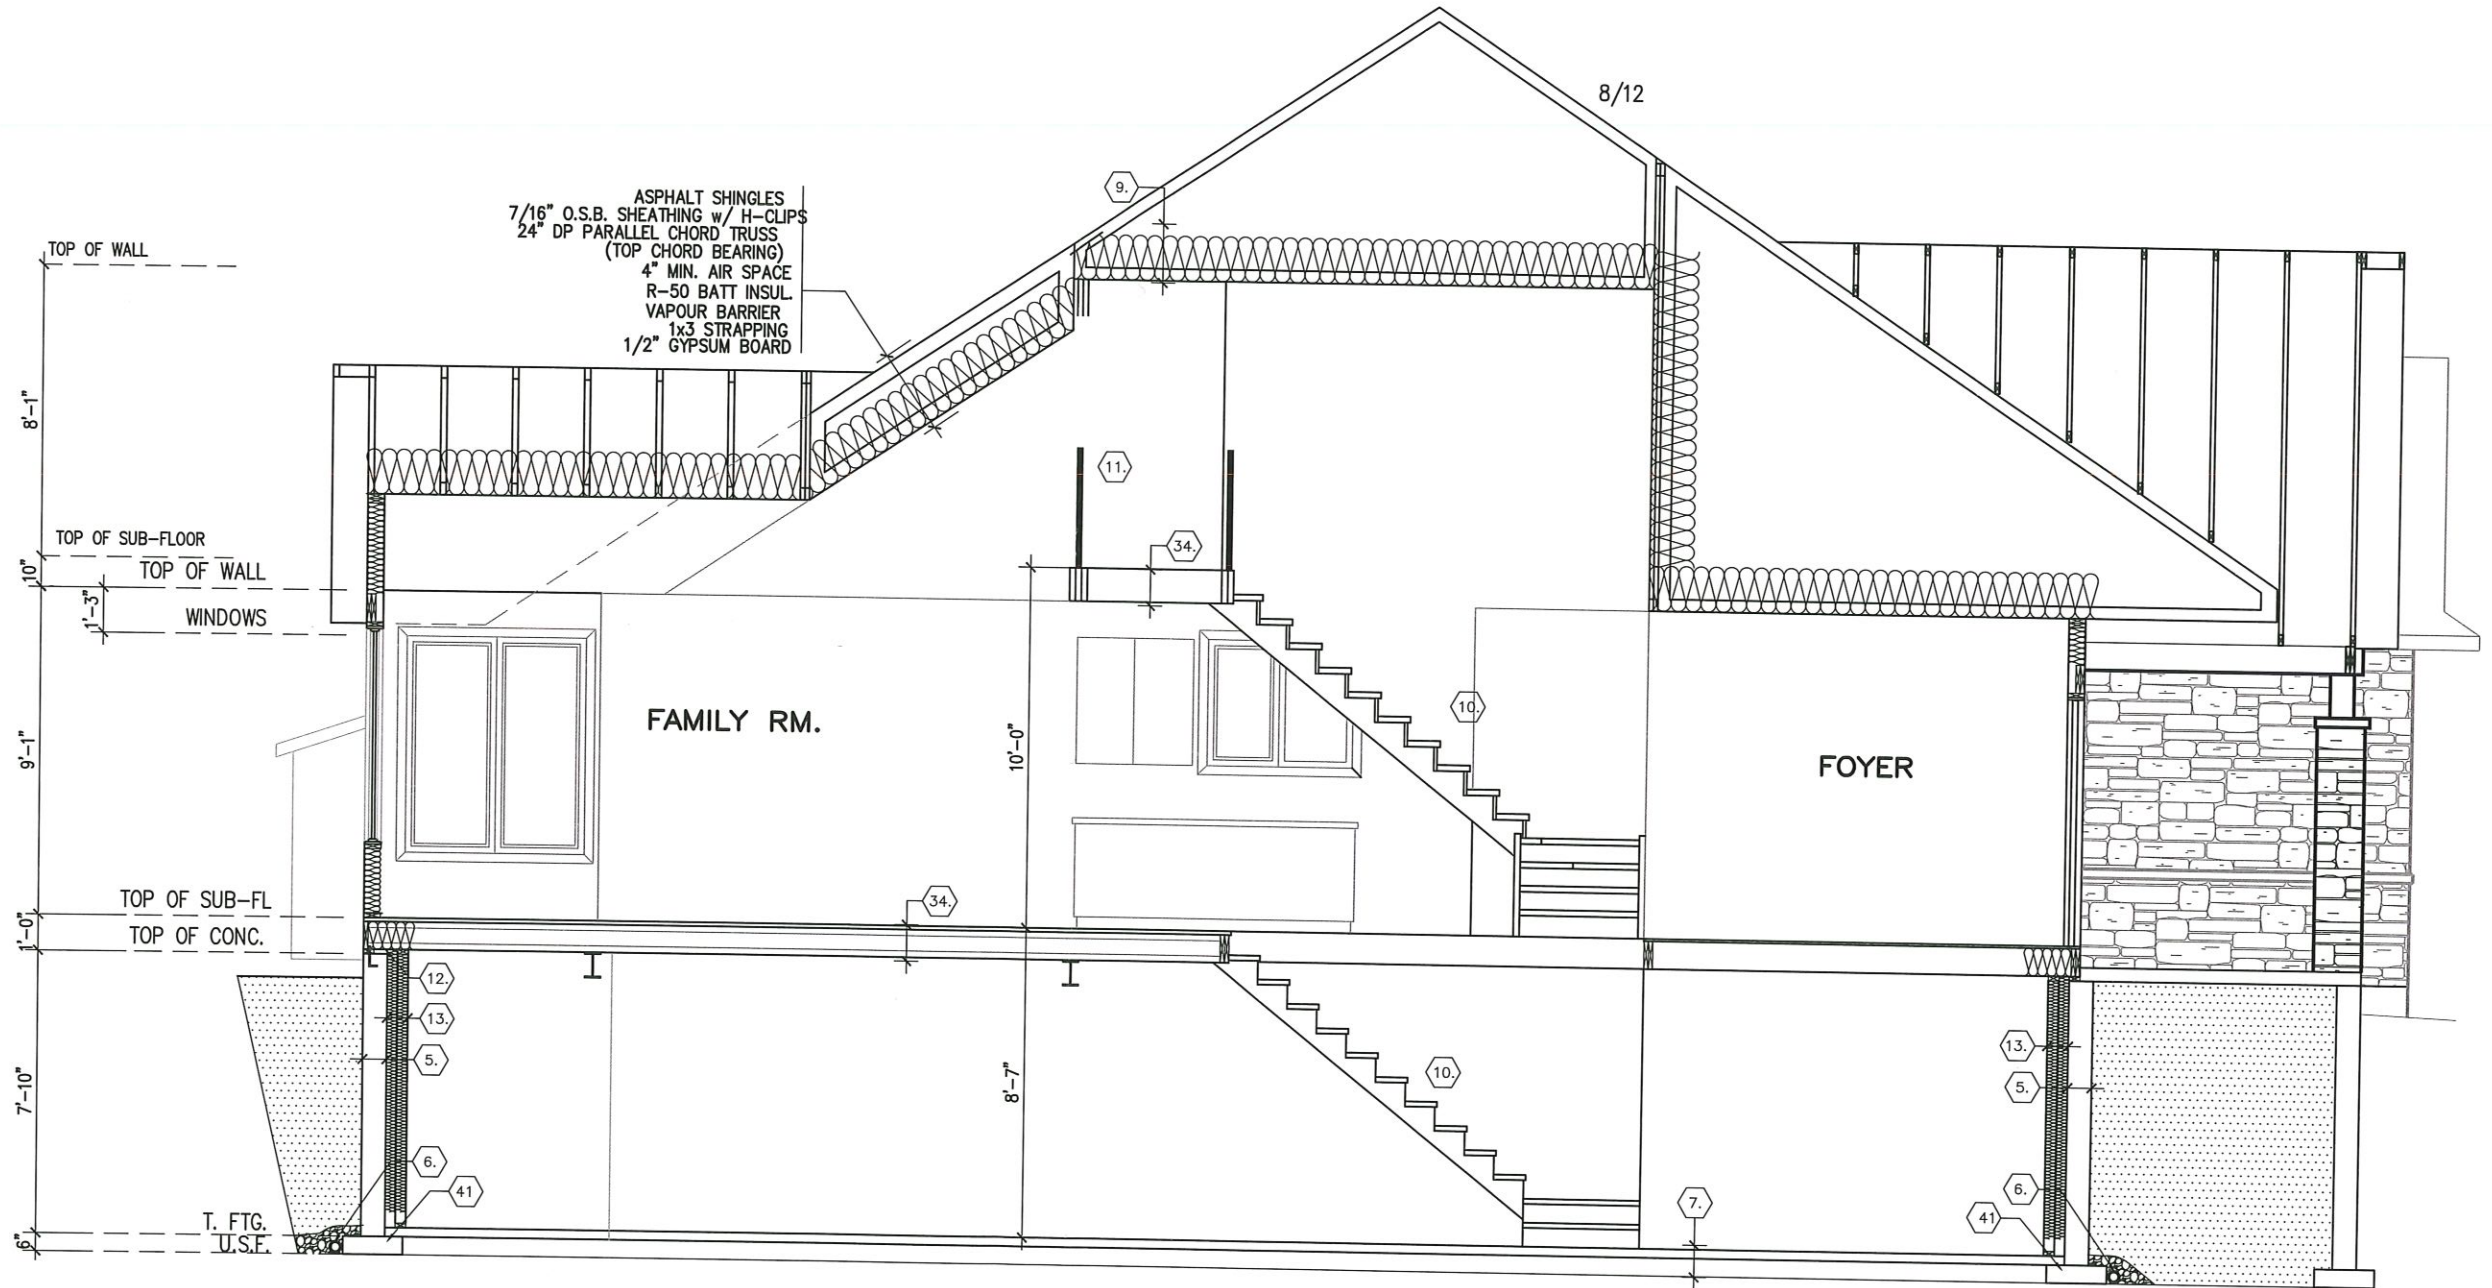 8/12
ASPHALT SHINGLES
7/16" O.S.B. SHEATHING w/ H-CLIPS
24" DP PARALLEL CHORD TRUSS
(TOP CHORD BEARING)
4" MIN. AIR SPACE
R-50 BATT INSUL.
VAPOUR BARRIER
1x3 STRAPPING
1/2" GYPSUM BOARD
9.
TOP OF WALL
8'-1"
11.
TOP OF SUB-FLOOR
34.
10"
TOP OF WALL
1'-3"
WINDOWS
FAMILY RM.
10.
10'-0"
FOYER
9'-1"
TOP OF SUB-FL
34.
1'-0"
TOP OF CONC.
12.
13.
13.
5.
10.
5.
7'-10"
8'-7"
6.
41
7.
6.
T. FTG.
41
6"
U.S.F.